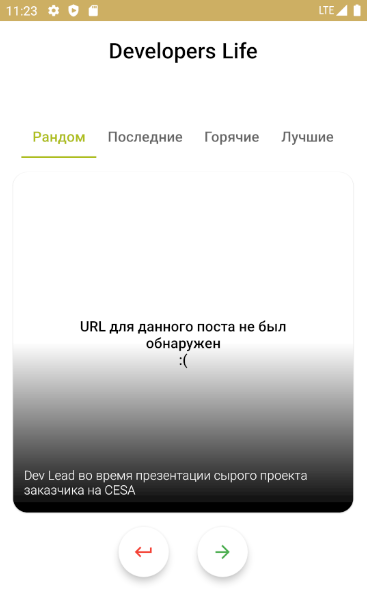 11:23 LTE
Developers Life
Рандом Последние Горячие Лучшие
URL для данного поста не был
обнаружен
:(
Dev Lead во время презентации сырого проекта
заказчика на CESA